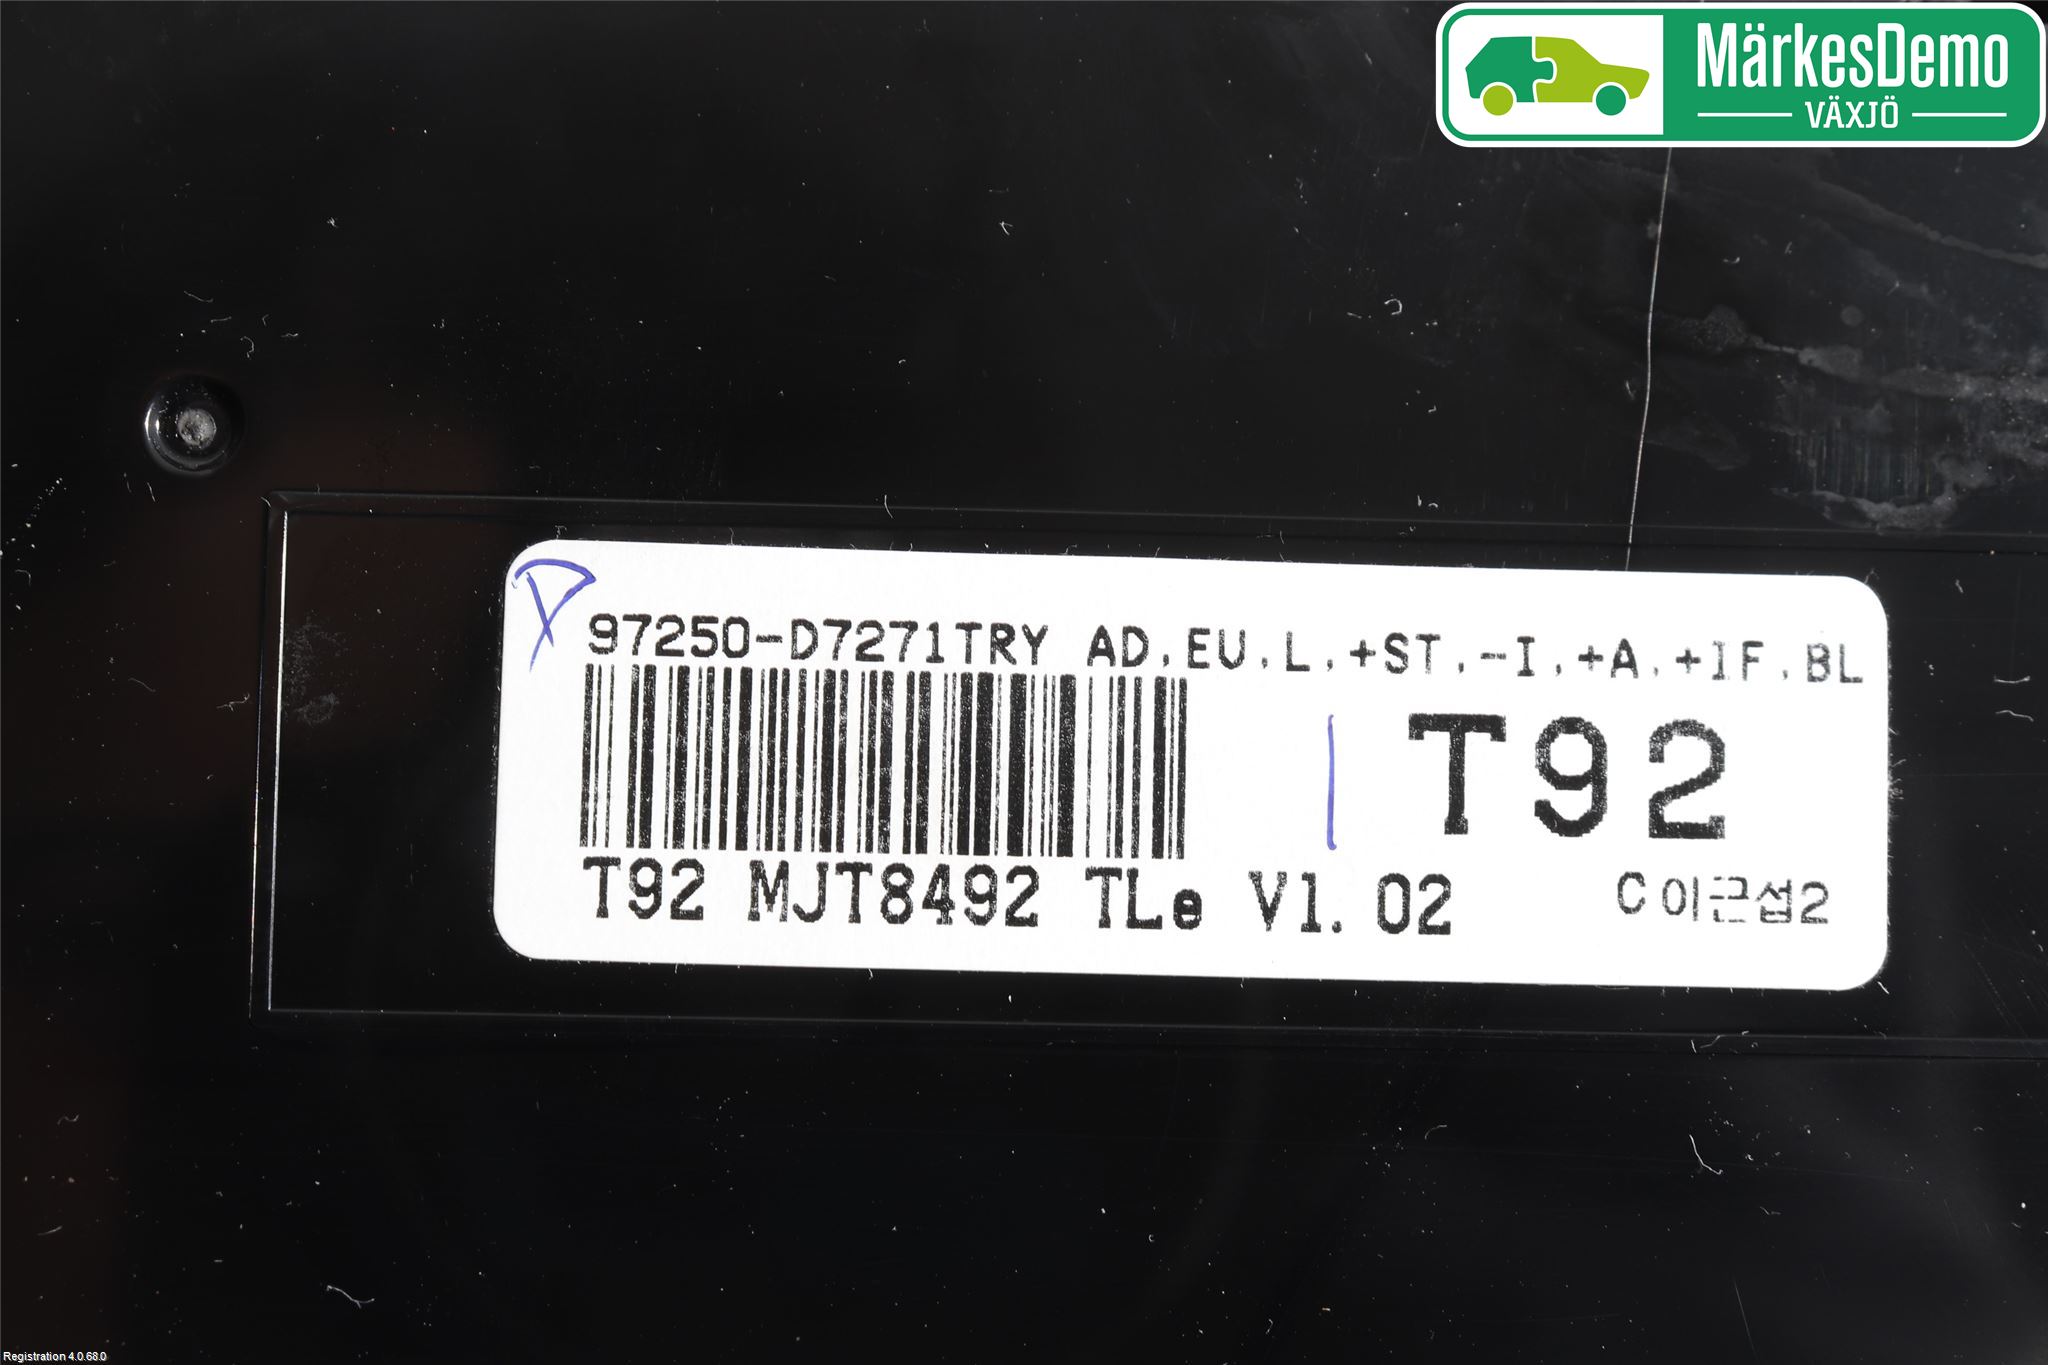 MärkesDemo
VÄXJÖ
97250-D7271TRY AD,EU,L,+ST,-I,+A,+IF,BL
T92
T92 MJT8492 TLe V1.02
C 이근섭2
Registration 4.0.68.0